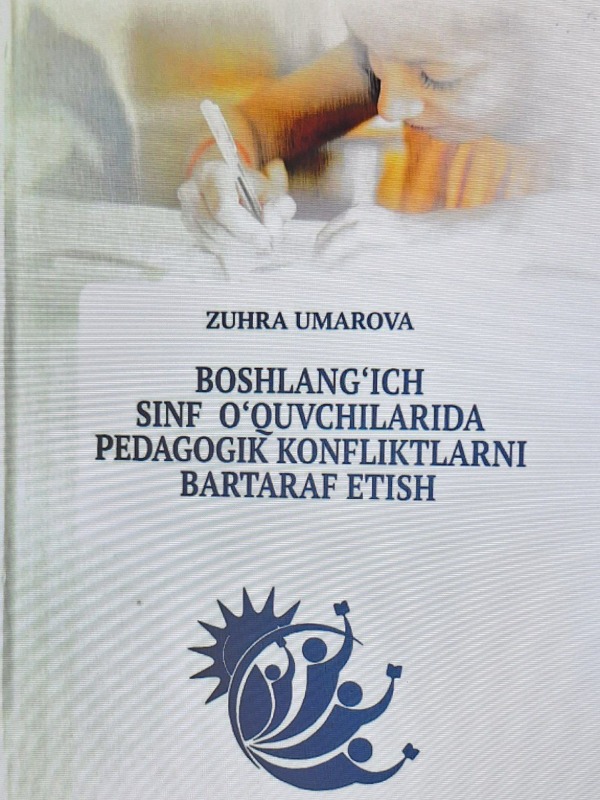 ZUHRA UMAROVA
BOSHLANG‘ICH
SINF O‘QUVCHILARIDA
PEDAGOGIK KONFLIKTLARNI
BARTARAF ETISH